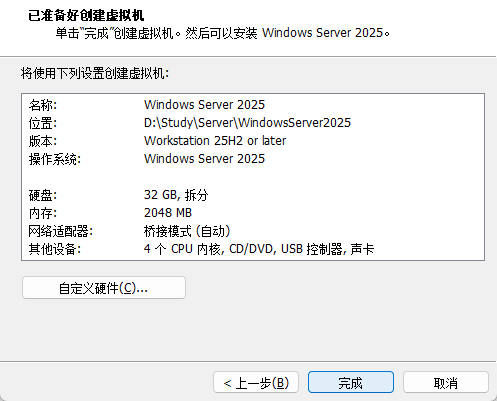 已准备好创建虚拟机
单击“完成”创建虚拟机。然后可以安装 Windows Server 2025。
将使用下列设置创建虚拟机:
名称: Windows Server 2025
位置: D:\Study\Server\WindowsServer2025
版本: Workstation 25H2 or later
操作系统: Windows Server 2025
硬盘: 32 GB, 拆分
内存: 2048 MB
网络适配器: 桥接模式 (自动)
其他设备: 4 个 CPU 内核, CD/DVD, USB 控制器, 声卡
自定义硬件(C)...
< 上一步(B) 完成 取消